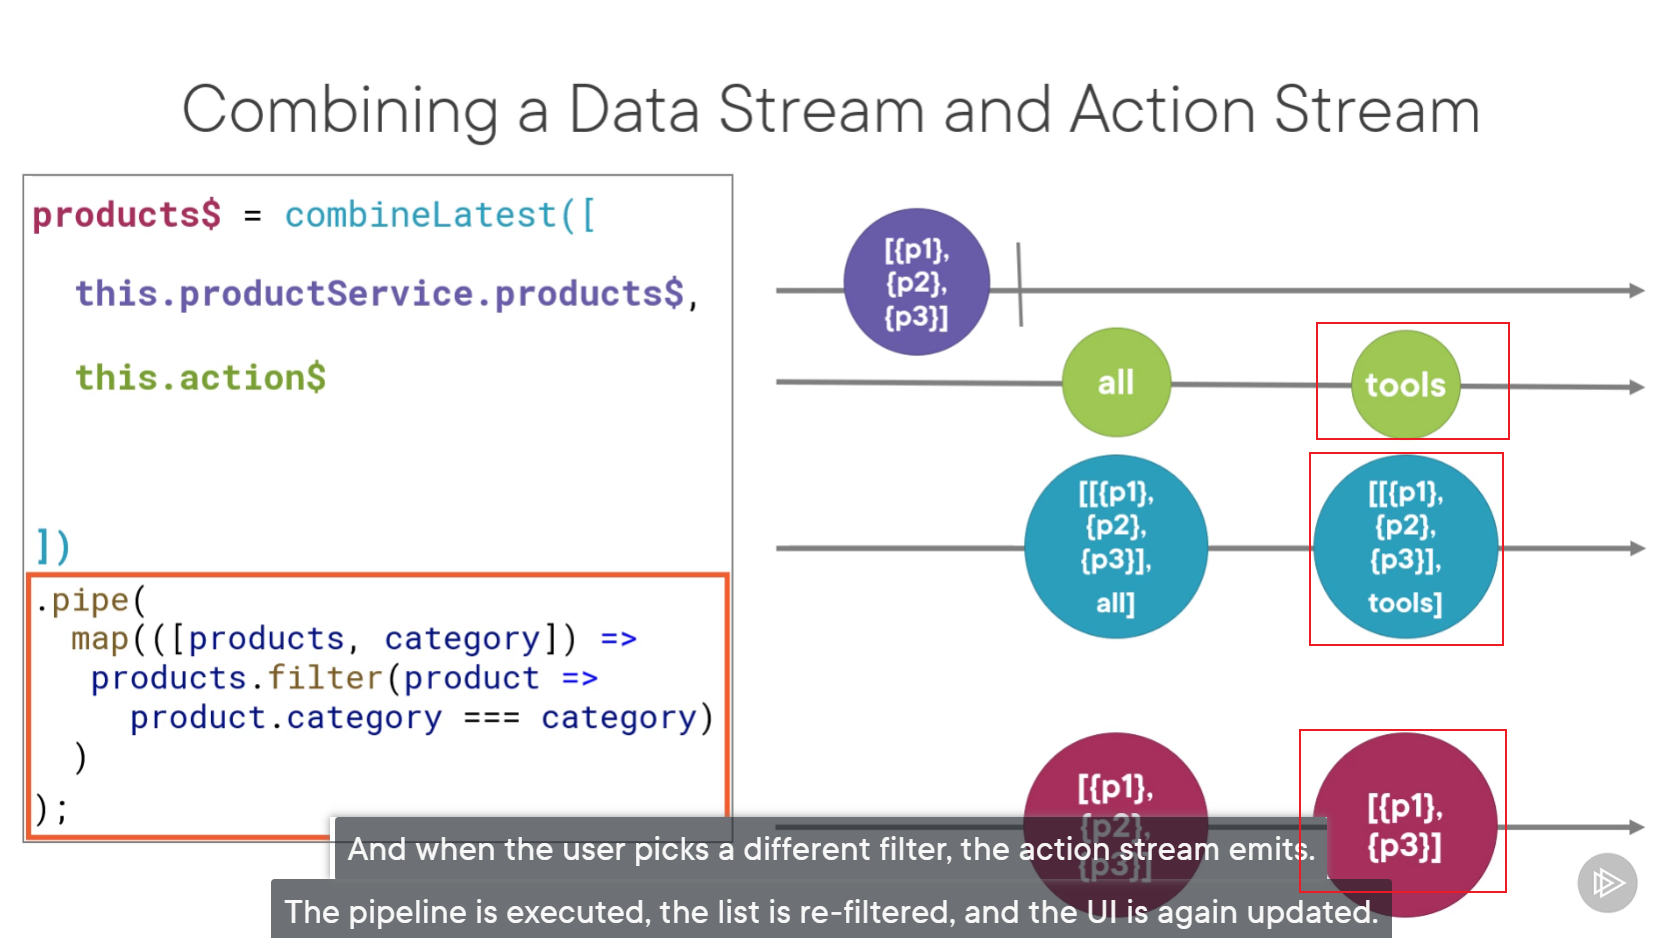 Combining a Data Stream and Action Stream
products$ = combineLatest([
this.productService.products$,
this.action$
])
.pipe(
map(([products, category]) =>
products.filter(product =>
product.category === category)
)
);
[{p1},
{p2},
{p3}]
all
tools
[[{p1},
{p2},
{p3}],
all]
[[{p1},
{p2},
{p3}],
tools]
[{p1},
{p2},
{p3}]
[{p1},
{p3}]
And when the user picks a different filter, the action stream emits.
The pipeline is executed, the list is re-filtered, and the UI is again updated.